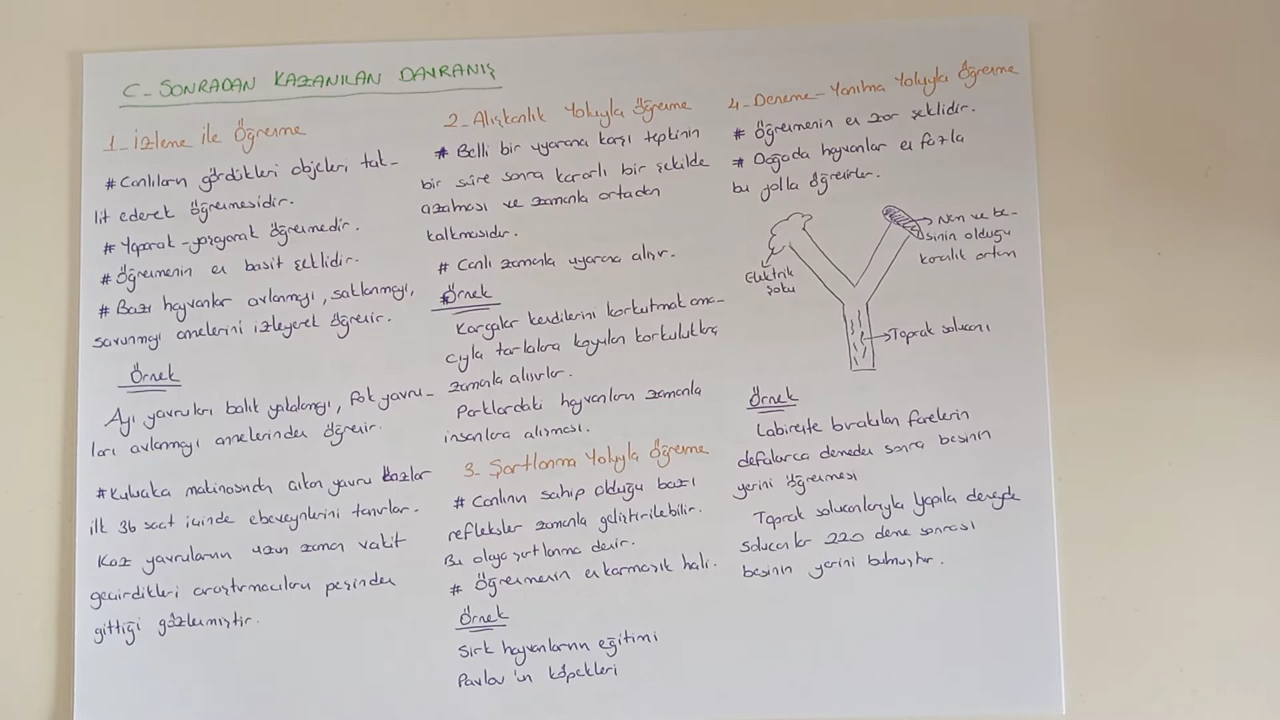 C- SONRADAN KAZANILAN DAVRANIŞ
1- İzleme ile Öğrenme
# Canlıların gördükleri objeleri tak-
lit ederek öğrenmesidir.
# Yaparak-yaşayarak öğrenmedir.
# Öğrenmenin en basit şeklidir.
# Bazı hayvanlar avlanmayı, saklanmayı,
savunmayı annelerini izleyerek öğrenir.
Örnek
Ayı yavruları balık yakalamayı, fok yavru-
ları avlanmayı annelerinden öğrenir.
# Kuluçka makinasından çıkan yavru kazlar
ilk 36 saat içinde ebeveynlerini tanırlar.
Kaz yavrularının uzun zaman vakit
geçirdikleri araştırmacıların peşinden
gittiği gözlenmiştir.
2- Alışkanlık Yoluyla Öğrenme
# Belli bir uyarana karşı tepkinin
bir süre sonra kararlı bir şekilde
azalması ve zamanla ortadan
kalkmasıdır.
# Canlı zamanla uyarana alışır.
Örnek
Kargalar kendilerini korkutmak ama-
cıyla tarlalara koyulan korkuluklara
zamanla alışırlar.
Parklardaki hayvanların zamanla
insanlara alışması.
3- Şartlanma Yoluyla Öğrenme
# Canlının sahip olduğu bazı
refleksler zamanla geliştirilebilir.
Bu olaya şartlanma denir.
# Öğrenmenin en karmaşık hali.
Örnek
Sirk hayvanlarının eğitimi
Pavlov'un köpekleri
4- Deneme-Yanılma Yoluyla Öğrenme
# Öğrenmenin en zor şeklidir.
# Doğada hayvanlar en fazla
bu yolla öğrenirler.
Elektrik
şoku
Nem ve be-
sinin olduğu
karanlık ortam
Toprak solucanı
Örnek
Labirente bırakılan farelerin
defalarca denemeden sonra besinin
yerini öğrenmesi
Toprak solucanlarıyla yapılan deneyde
solucanlar 220 deneme sonrası
besinin yerini bulmuştur.